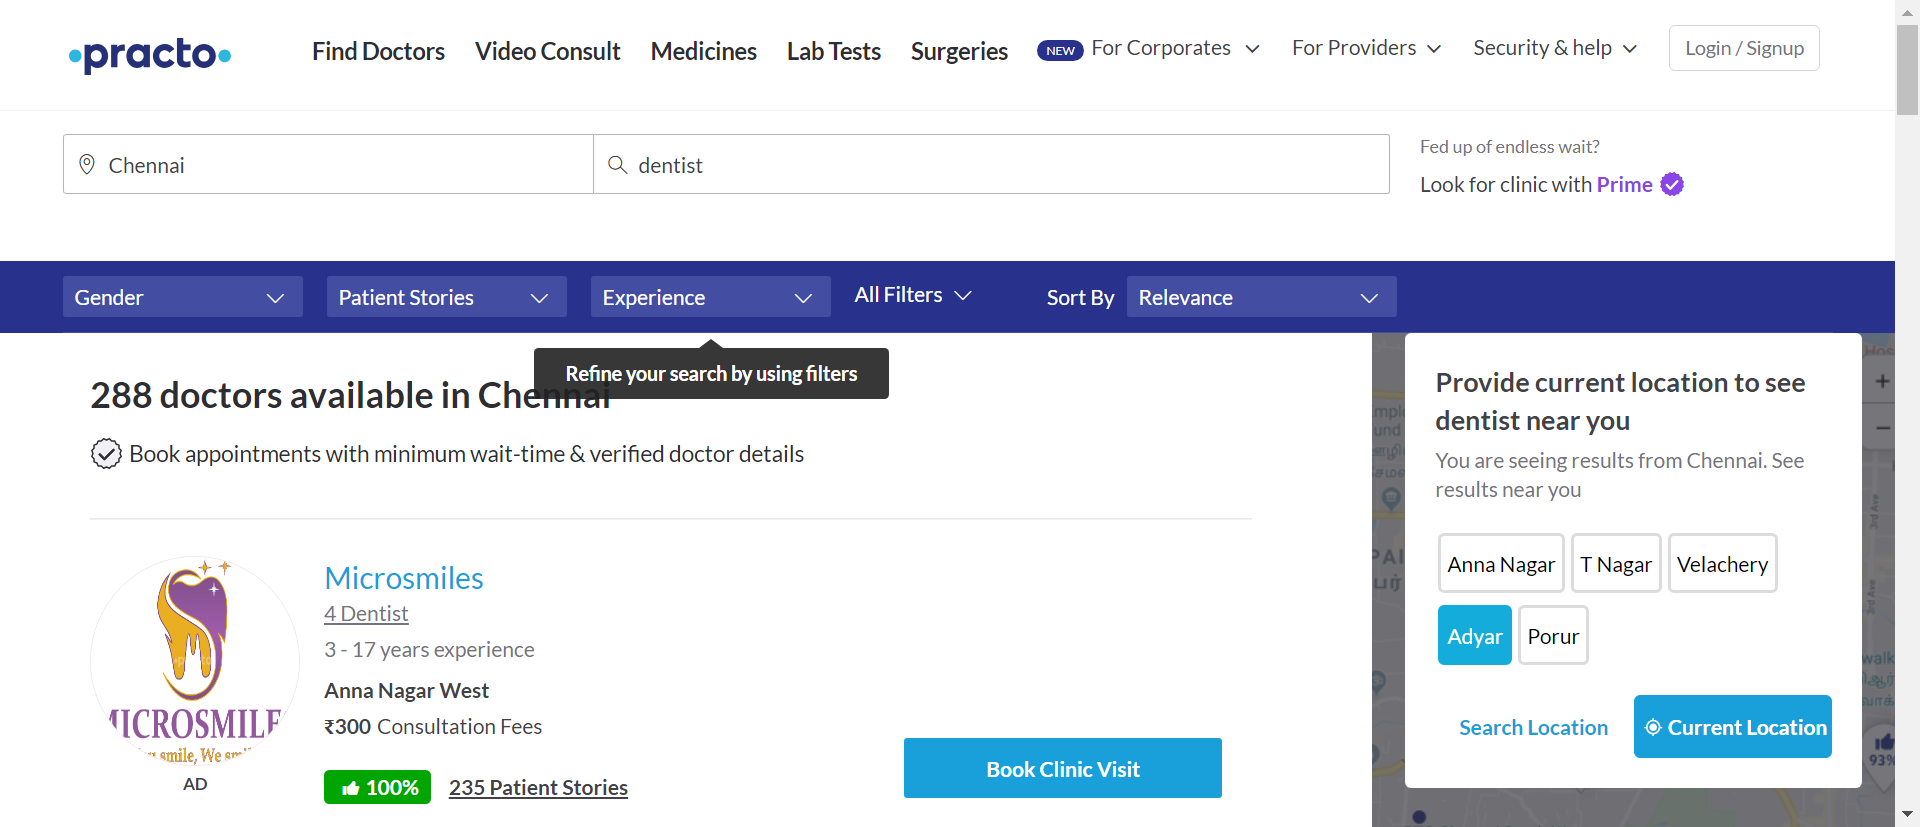 practo
Find Doctors
Video Consult
Medicines
Lab Tests
Surgeries
NEW For Corporates
For Providers
Security & help
Login / Signup
Chennai
dentist
Fed up of endless wait?
Look for clinic with Prime
Gender
Patient Stories
Experience
All Filters
Sort By
Relevance
Refine your search by using filters
288 doctors available in Chennai
Book appointments with minimum wait-time & verified doctor details
Microsmiles
4 Dentist
3 - 17 years experience
Anna Nagar West
₹300 Consultation Fees
100%
235 Patient Stories
AD
Book Clinic Visit
Provide current location to see
dentist near you
You are seeing results from Chennai. See
results near you
Anna Nagar
T Nagar
Velachery
Adyar
Porur
Search Location
Current Location
3rd Ave
3rd Ave
93%